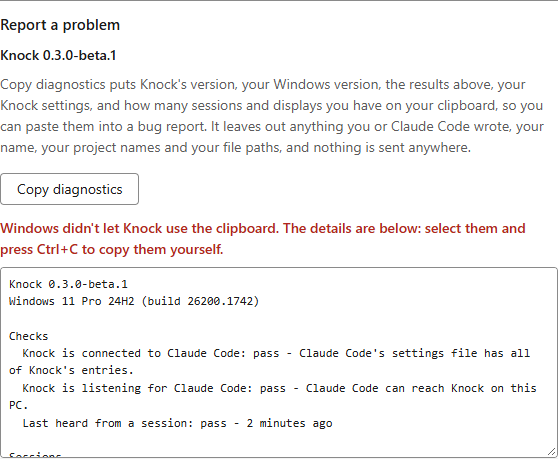 Report a problem
Knock 0.3.0-beta.1
Copy diagnostics puts Knock's version, your Windows version, the results above, your
Knock settings, and how many sessions and displays you have on your clipboard, so you
can paste them into a bug report. It leaves out anything you or Claude Code wrote, your
name, your project names and your file paths, and nothing is sent anywhere.
Copy diagnostics
Windows didn't let Knock use the clipboard. The details are below: select them and
press Ctrl+C to copy them yourself.
Knock 0.3.0-beta.1
Windows 11 Pro 24H2 (build 26200.1742)
Checks
Knock is connected to Claude Code: pass - Claude Code's settings file has all
of Knock's entries.
Knock is listening for Claude Code: pass - Claude Code can reach Knock on this
PC.
Last heard from a session: pass - 2 minutes ago
Sessions